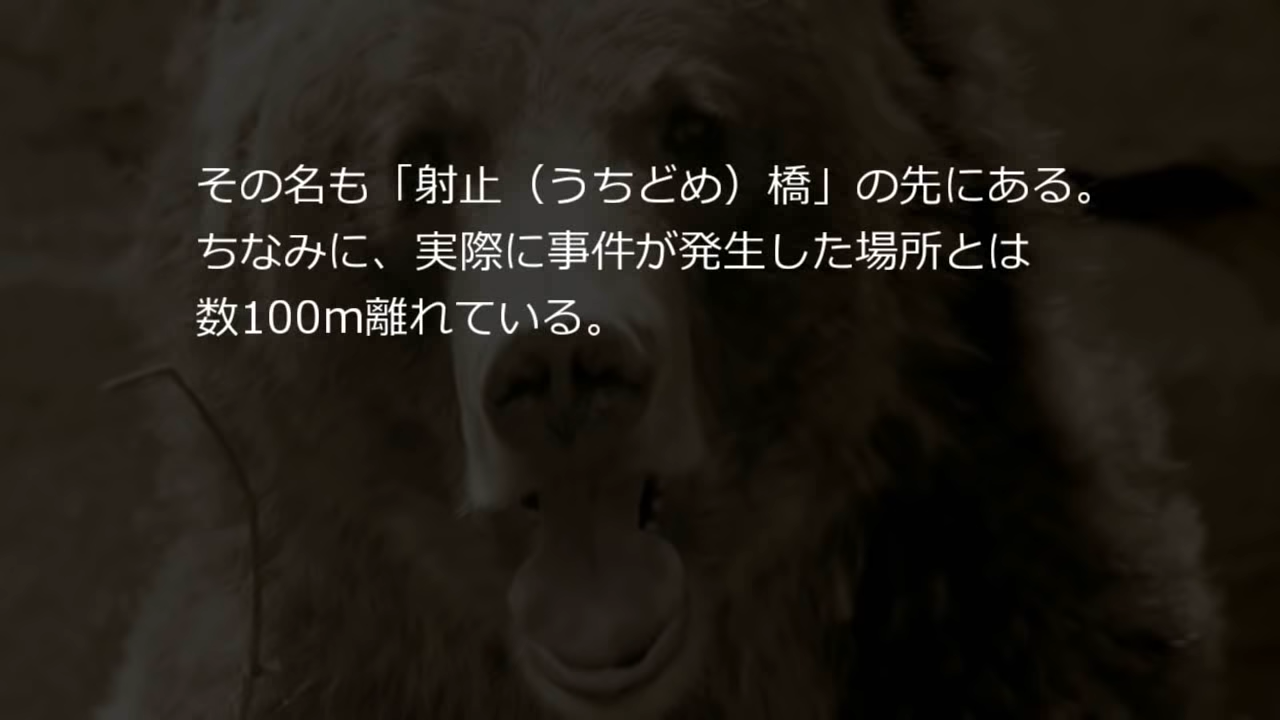 その名も「射止（うちどめ）橋」の先にある。
ちなみに、実際に事件が発生した場所とは
数100m離れている。